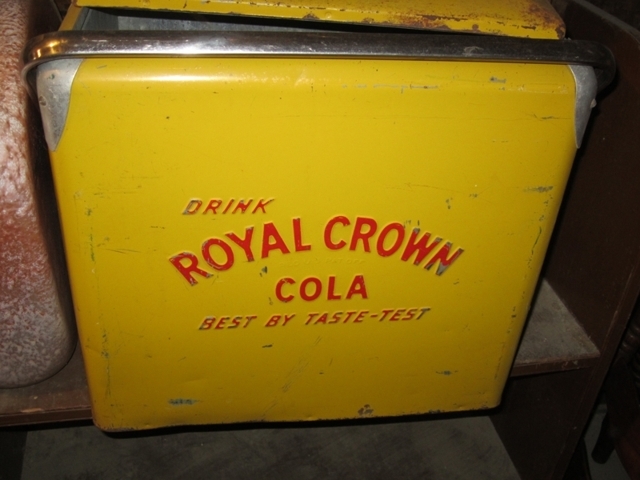 DRINK
ROYAL CROWN
COLA
BEST BY TASTE-TEST